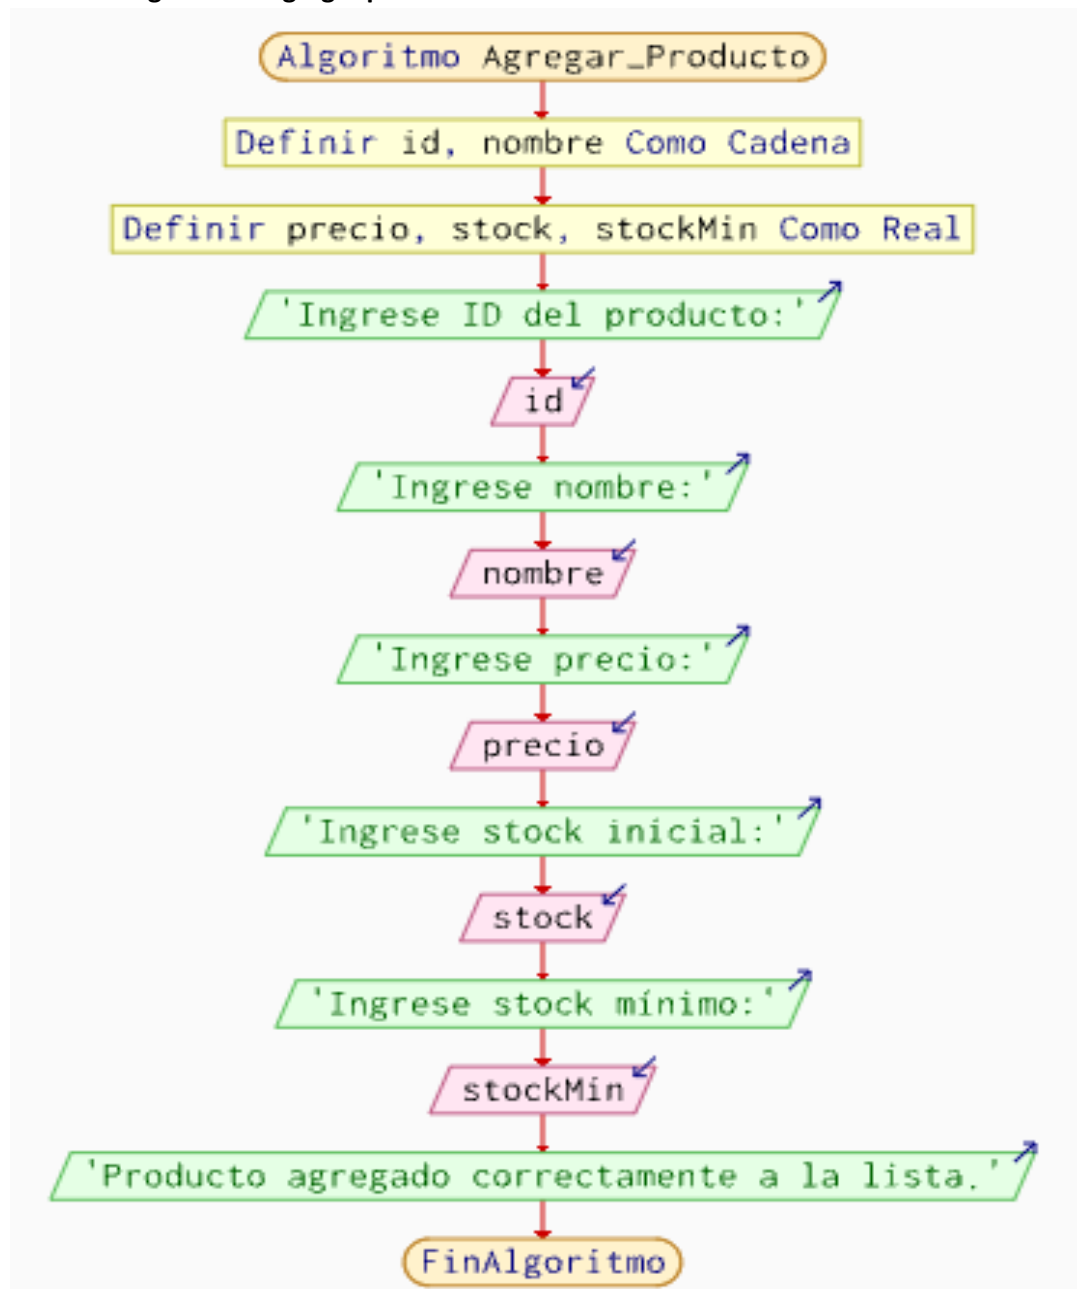 Algoritmo Agregar_Producto
Definir id, nombre Como Cadena
Definir precio, stock, stockMin Como Real
'Ingrese ID del producto:'
id
'Ingrese nombre:'
nombre
'Ingrese precio:'
precio
'Ingrese stock inicial:'
stock
'Ingrese stock mínimo:'
stockMin
'Producto agregado correctamente a la lista.'
FinAlgoritmo